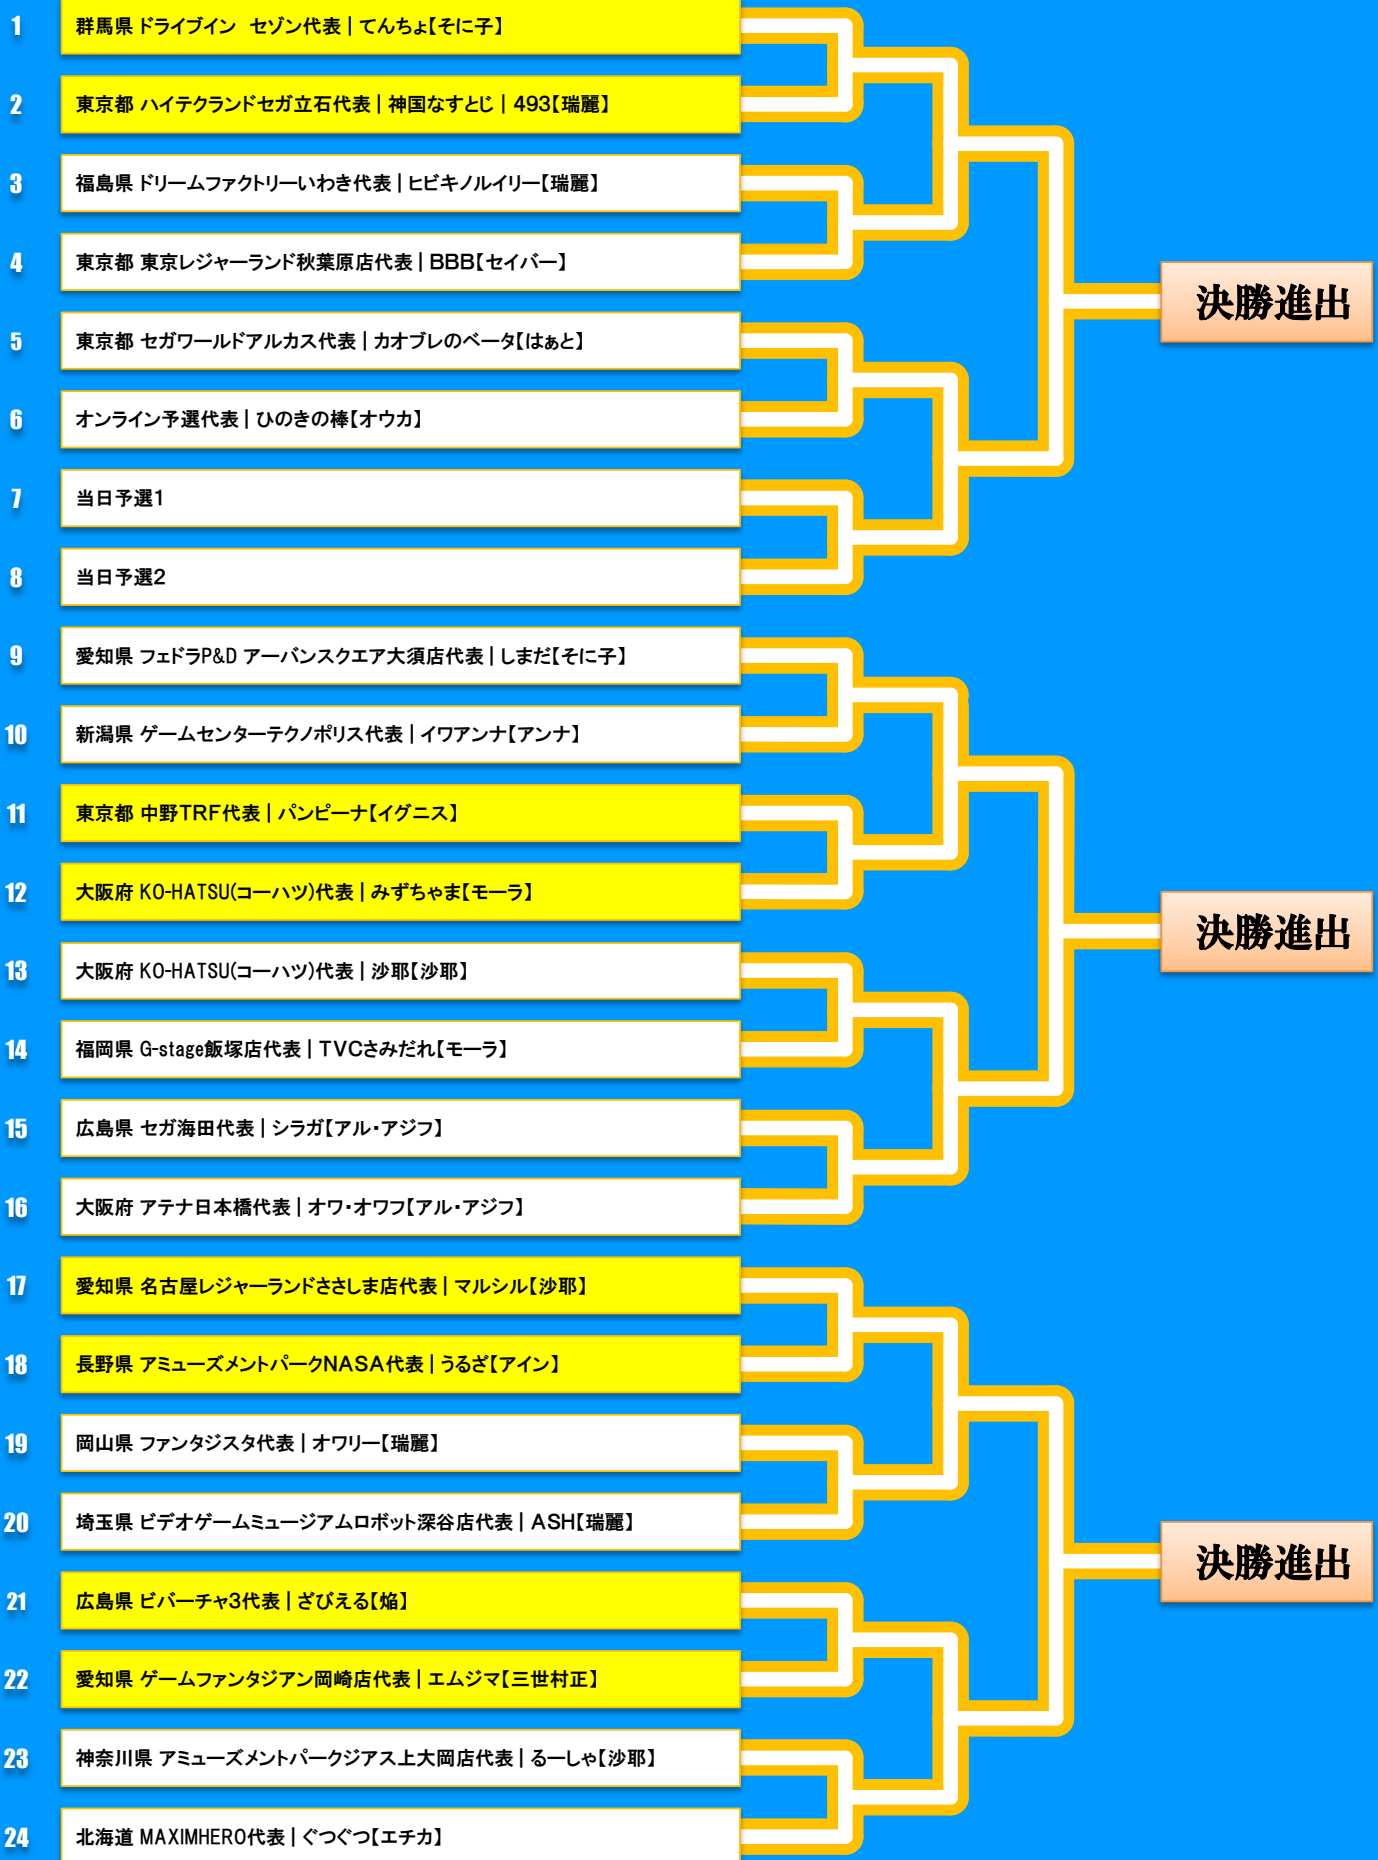 1 群馬県 ドライブイン　セゾン代表 | てんちょ【そに子】
2 東京都 ハイテクランドセガ立石代表 | 神国なすとじ | 493【瑞麗】
3 福島県 ドリームファクトリーいわき代表 | ヒビキノルイリー【瑞麗】
4 東京都 東京レジャーランド秋葉原店代表 | BBB【セイバー】
決勝進出
5 東京都 セガワールドアルカス代表 | カオブレのベータ【はぁと】
6 オンライン予選代表 | ひのきの棒【オウカ】
7 当日予選1
8 当日予選2
9 愛知県 フェドラP&D アーバンスクエア大須店代表 | しまだ【そに子】
10 新潟県 ゲームセンターテクノポリス代表 | イワアンナ【アンナ】
11 東京都 中野TRF代表 | パンピーナ【イグニス】
12 大阪府 KO-HATSU(コーハツ)代表 | みずちゃま【モーラ】
決勝進出
13 大阪府 KO-HATSU(コーハツ)代表 | 沙耶【沙耶】
14 福岡県 G-stage飯塚店代表 | TVCさみだれ【モーラ】
15 広島県 セガ海田代表 | シラガ【アル・アジフ】
16 大阪府 アテナ日本橋代表 | オワ・オワフ【アル・アジフ】
17 愛知県 名古屋レジャーランドささしま店代表 | マルシル【沙耶】
18 長野県 アミューズメントパークNASA代表 | うるざ【アイン】
19 岡山県 ファンタジスタ代表 | オワリー【瑞麗】
20 埼玉県 ビデオゲームミュージアムロボット深谷店代表 | ASH【瑞麗】
決勝進出
21 広島県 ビバーチャ3代表 | ざびえる【焔】
22 愛知県 ゲームファンタジアン岡崎店代表 | エムジマ【三世村正】
23 神奈川県 アミューズメントパークジアス上大岡店代表 | るーしゃ【沙耶】
24 北海道 MAXIMHERO代表 | ぐつぐつ【エチカ】